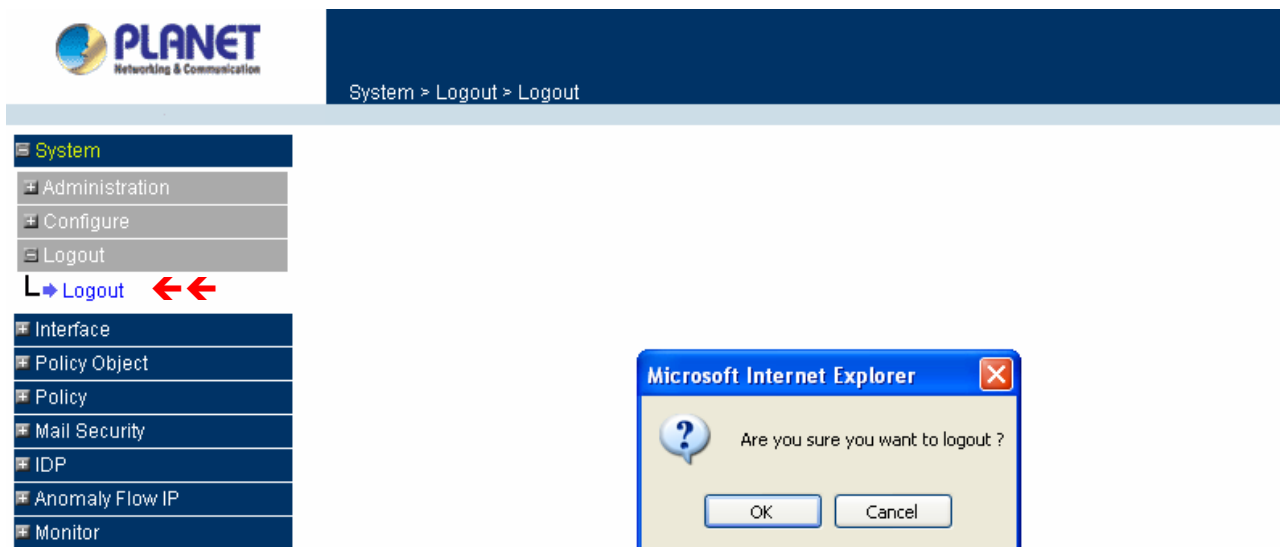 PLANET
Networking & Communication
System > Logout > Logout
System
Administration
Configure
Logout
Logout
Interface
Policy Object
Policy
Mail Security
IDP
Anomaly Flow IP
Monitor
Microsoft Internet Explorer
Are you sure you want to logout ?
OK
Cancel